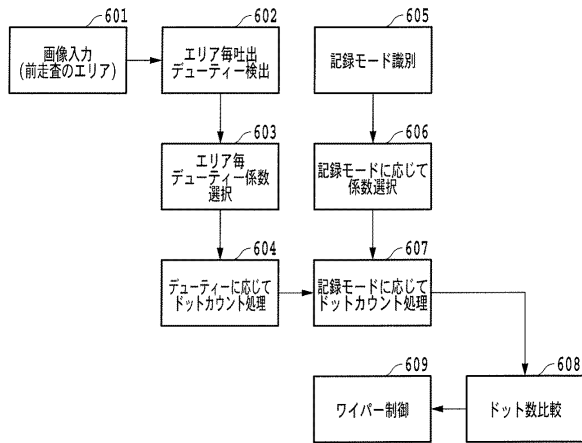 601
画像入力
(前走査のエリア)
602
エリア毎吐出
デューティー検出
603
エリア毎
デューティー係数
選択
604
デューティーに応じて
ドットカウント処理
605
記録モード識別
606
記録モードに応じて
係数選択
607
記録モードに応じて
ドットカウント処理
608
ドット数比較
609
ワイパー制御